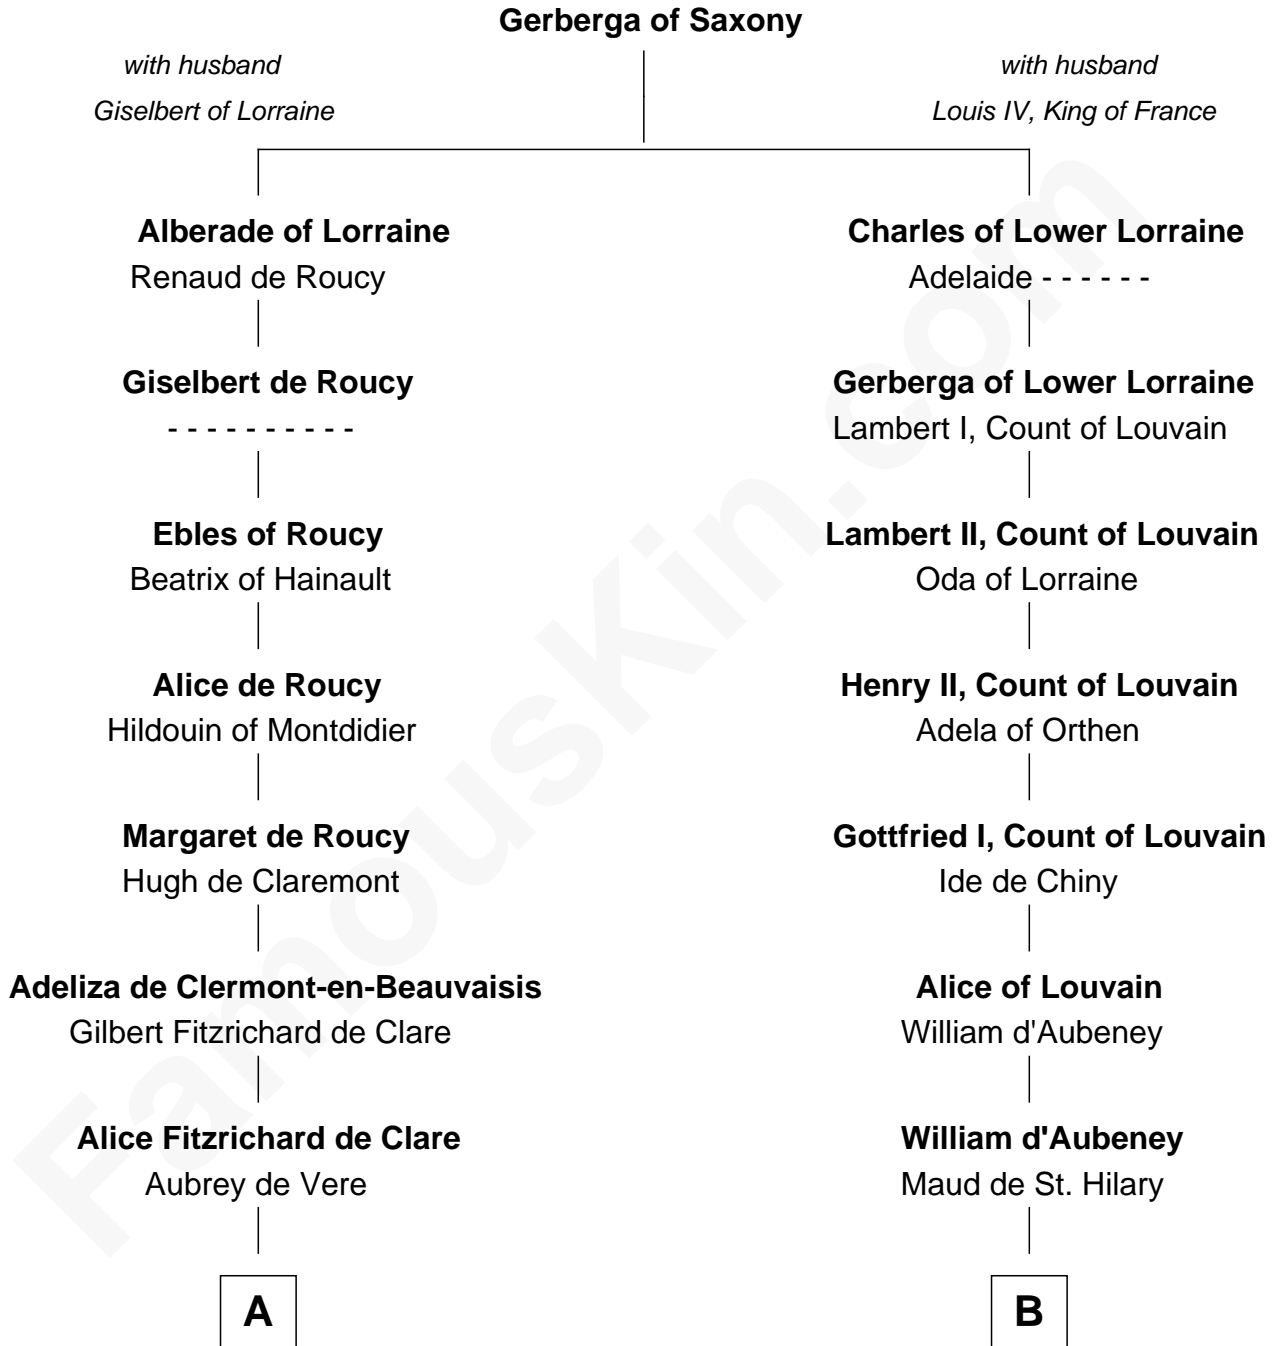 Gerberga of Saxony
with husband
Giselbert of Lorraine
with husband
Louis IV, King of France
Alberade of Lorraine
Renaud de Roucy
Charles of Lower Lorraine
Adelaide - - - - - -
Giselbert de Roucy
- - - - - - - - - -
Gerberga of Lower Lorraine
Lambert I, Count of Louvain
Ebles of Roucy
Beatrix of Hainault
Lambert II, Count of Louvain
Oda of Lorraine
Alice de Roucy
Hildouin of Montdidier
Henry II, Count of Louvain
Adela of Orthen
Margaret de Roucy
Hugh de Claremont
Gottfried I, Count of Louvain
Ide de Chiny
Adeliza de Clermont-en-Beauvaisis
Gilbert Fitzrichard de Clare
Alice of Louvain
William d'Aubeney
Alice Fitzrichard de Clare
Aubrey de Vere
William d'Aubeney
Maud de St. Hilary
A
B
FamousKin.com